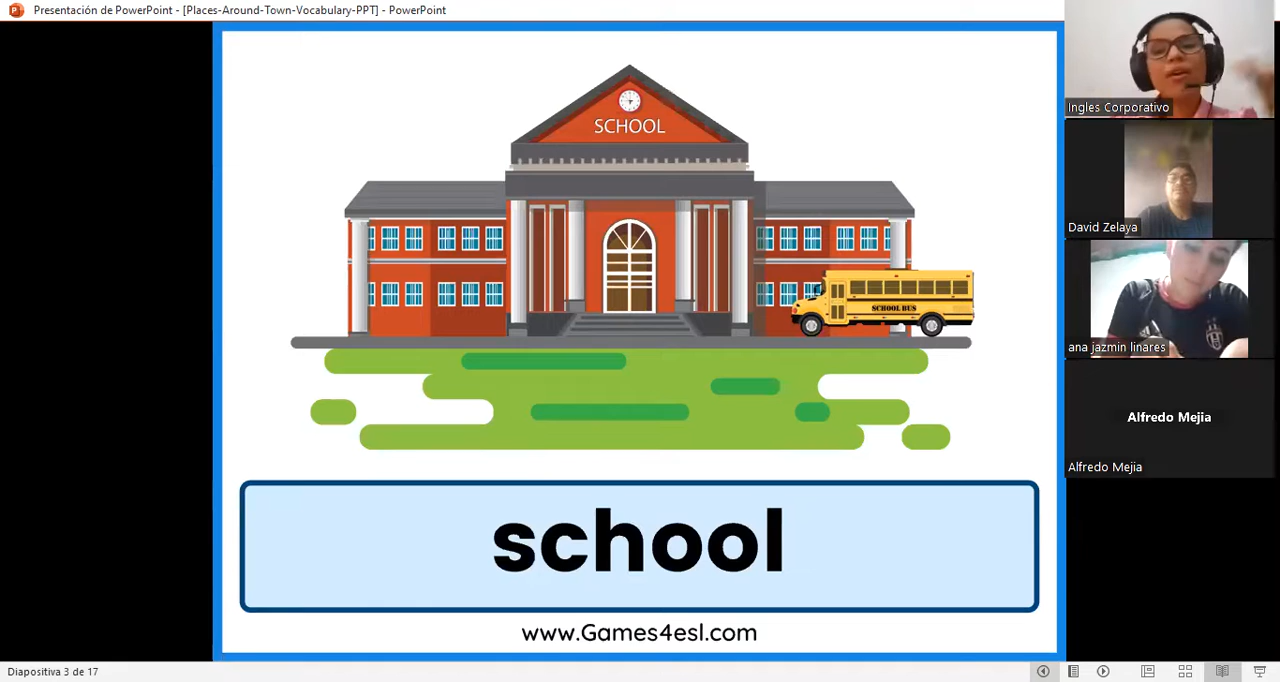 Presentación de PowerPoint - [Places-Around-Town-Vocabulary-PPT] - PowerPoint
SCHOOL
SCHOOL BUS
school
www.Games4esl.com
Ingles Corporativo
David Zelaya
ana jazmin linares
Alfredo Mejia
Alfredo Mejia
Diapositiva 3 de 17